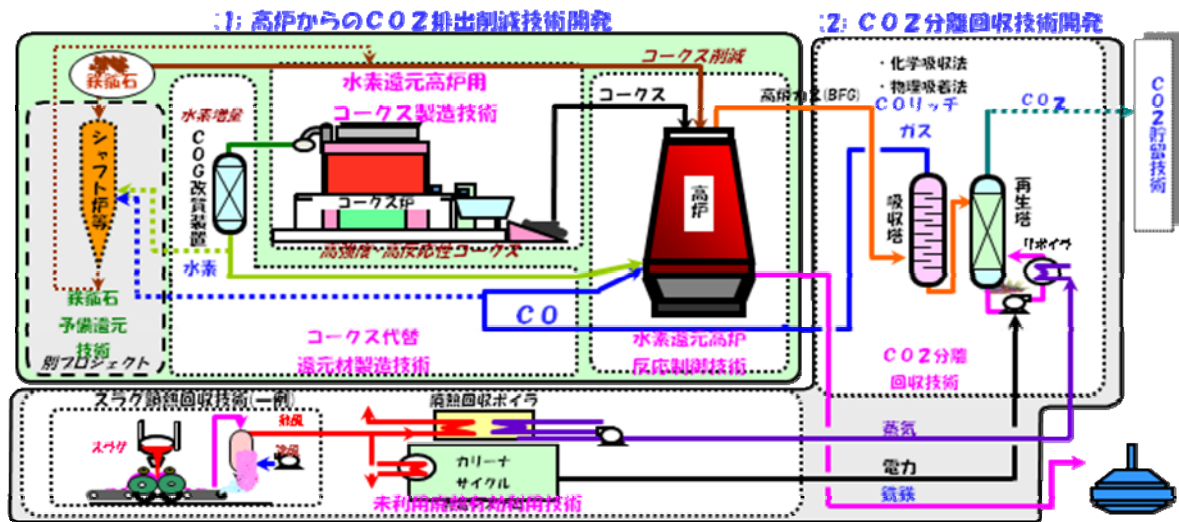 1: 高炉からのCO2排出削減技術開発
2: CO2分離回収技術開発
鉄鉱石
コークス削減
・化学吸収法
・物理吸着法
水素還元高炉用
コークス製造技術
水素増量
COG改質装置
コークス
高炉ガス(BFG)
COリッチ
ガス
CO2
CO2貯留技術
シャフト炉等
コークス炉
高炉
吸収塔
再生塔
リボイラ
高強度・高反応性コークス
水素
鉄鉱石
予備還元
技術
別プロジェクト
CO
コークス代替
還元材製造技術
水素還元高炉
反応制御技術
CO2分離
回収技術
スラグ顕熱回収技術(一例)
廃熱回収ボイラ
スラグ
熱風
冷風
蒸気
カリーナ
サイクル
電力
銑鉄
未利用廃熱有効利用技術